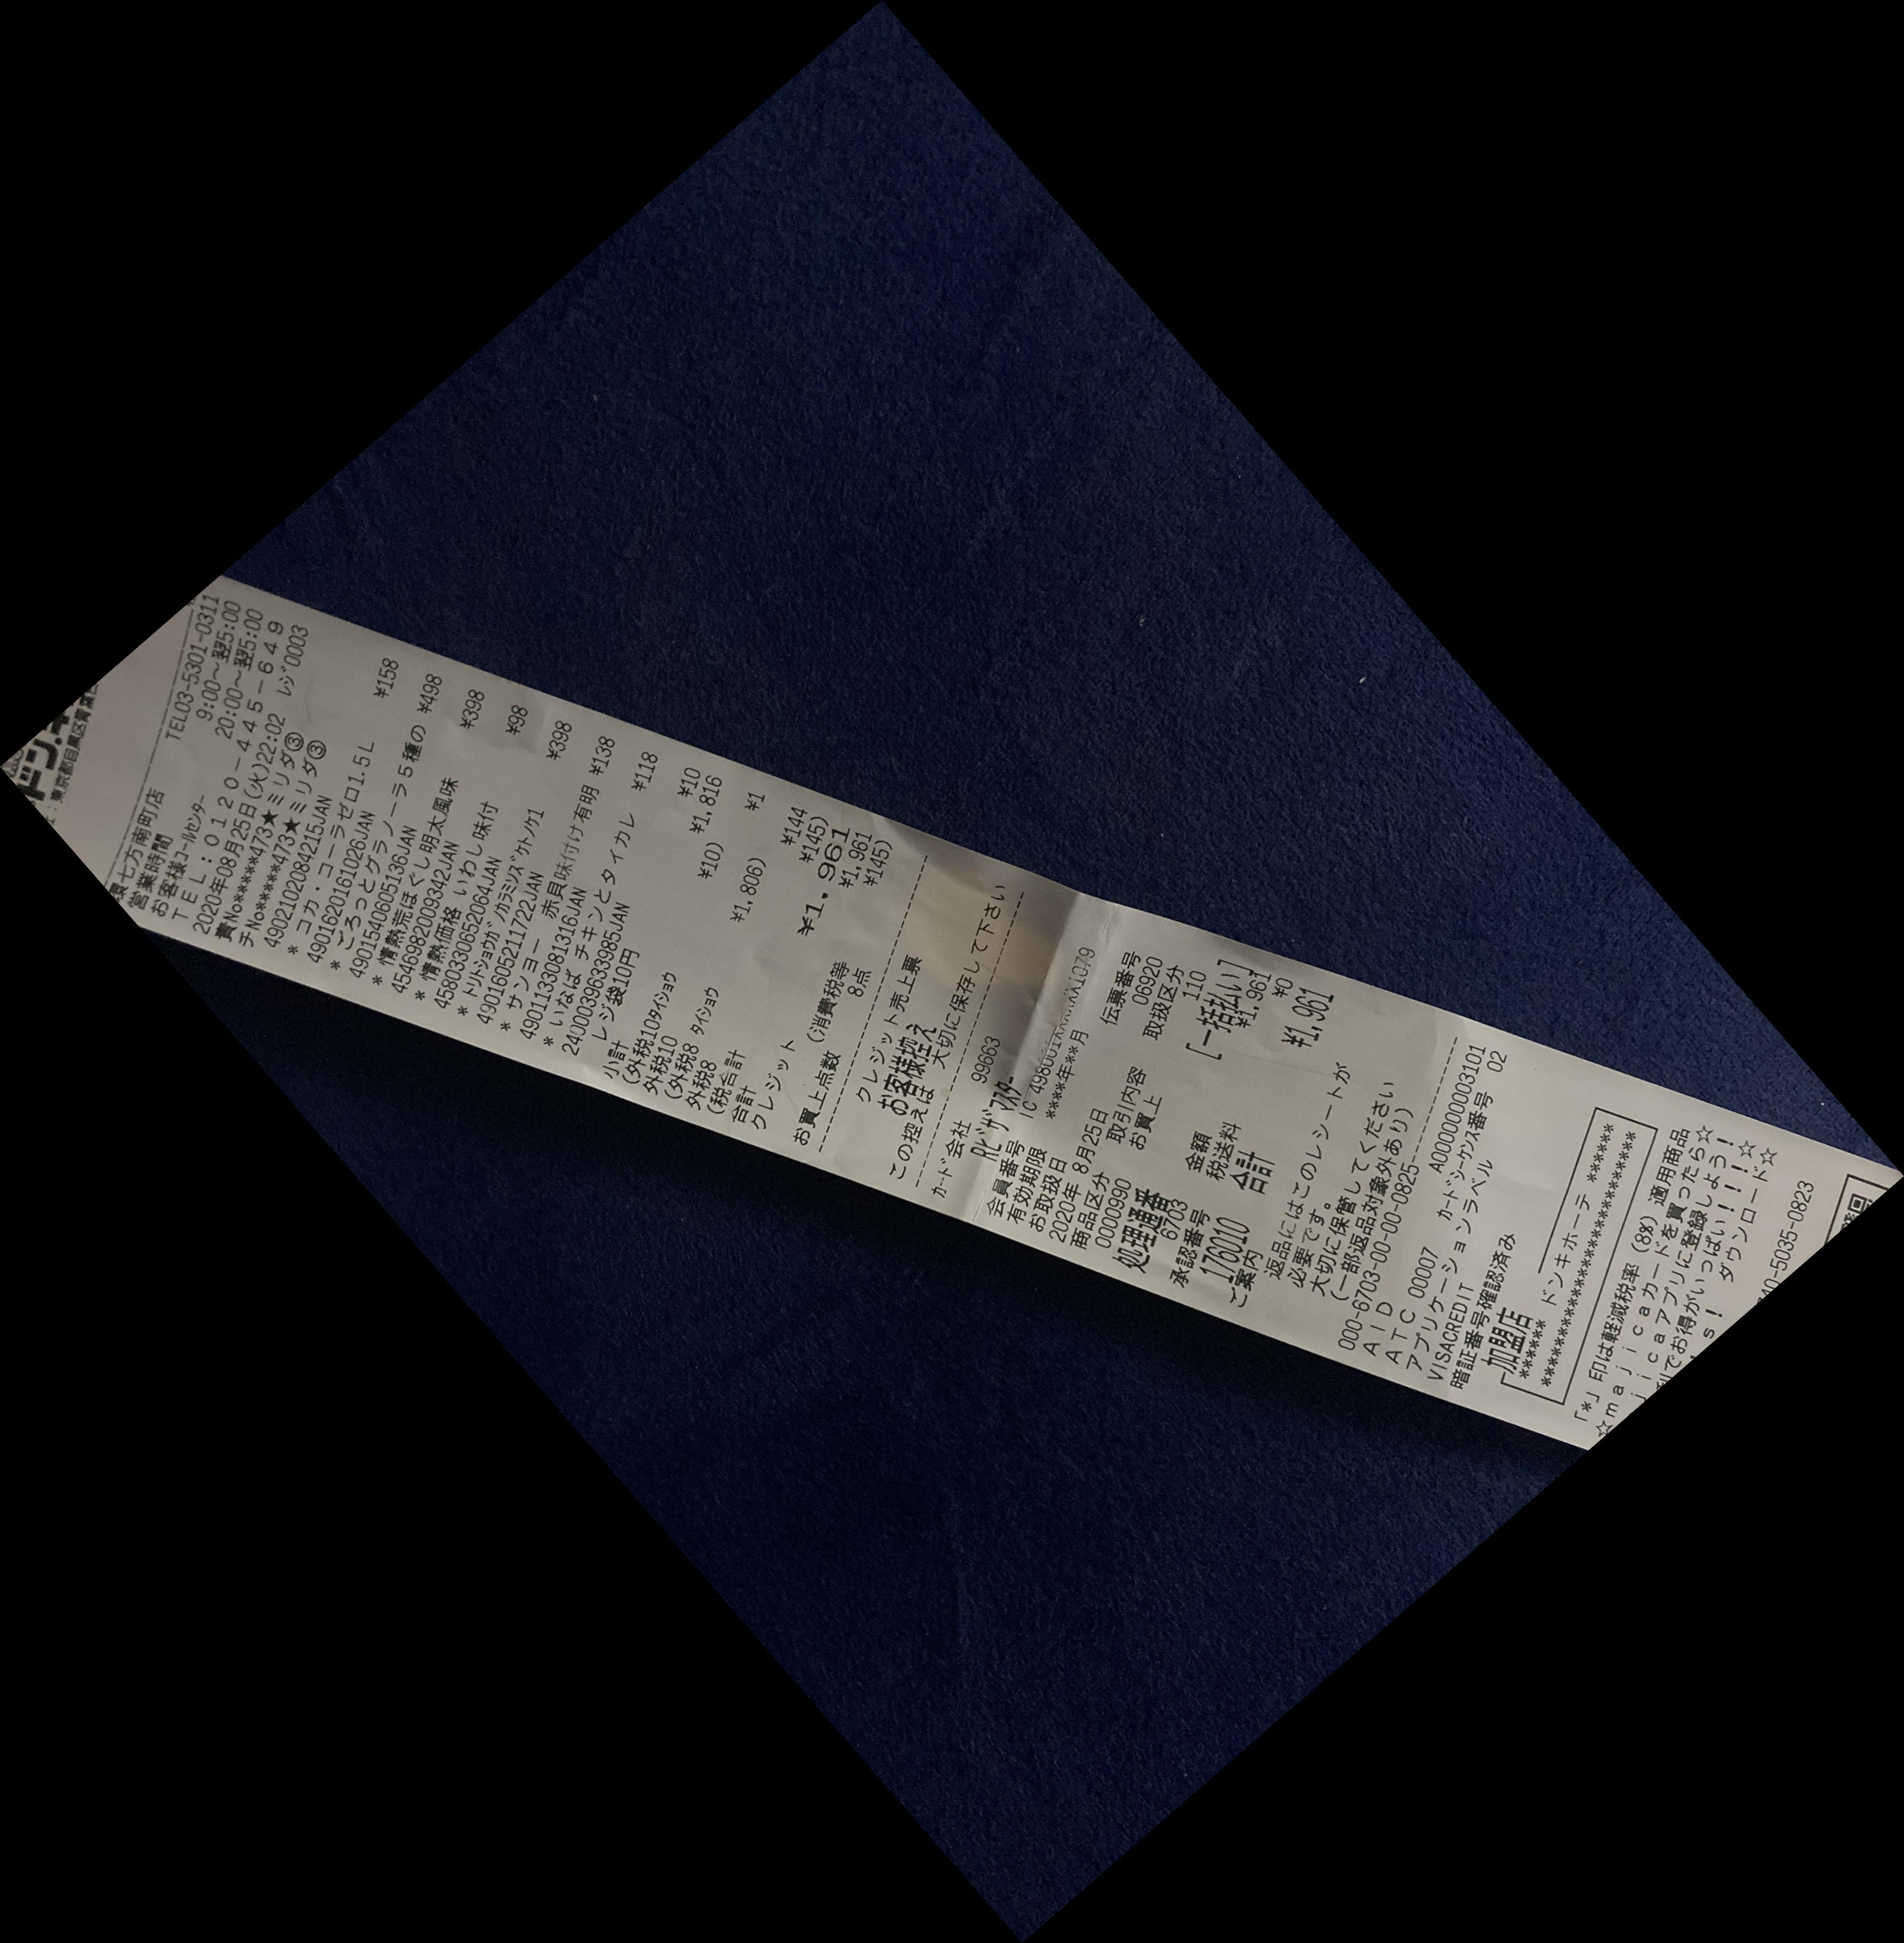 ドン.キ
東京都目黒区青葉
環七方南町店 TEL03-5301-0311
営業時間 9:00～翌5:00
お客様ｺｰﾙｾﾝﾀｰ 20:00～翌5:00
ＴＥＬ：０１２０－４４５－６４９
2020年08月25日(火)22:02 ﾚｼﾞ0003
責No*******473★ミリダ③
チNo*******473★ミリダ③
4902102084215JAN
* コカ・コーラゼロ1.5Ｌ ¥158
4901620161026JAN
* ごろっとグラノーラ５種の ¥498
4901540605136JAN
* 情熱荒ほぐし明太風味 ¥398
4546982009342JAN
* 情熱価格 いわし味付 ¥98
4580330652064JAN
* ﾄﾘﾄｼｮｳｶﾞﾉｶﾗﾐｿｽﾞｹﾄﾝｹ1 ¥398
4901605211722JAN
* サンヨー 赤貝味付け有明 ¥138
4901133081316JAN
* いなば チキンとタイカレ ¥118
2400039633985JAN
レジ袋10円 ¥10
小計 ¥1,816
(外税10ﾀｲｼｮｳ ¥10)
外税10 ¥1
(外税8 ﾀｲｼｮｳ ¥1,806)
外税8 ¥144
(税合計 ¥145)
合計 ¥1,961
クレジット ¥1,961
(消費税等 ¥145)
お買上点数 8点
クレジット売上票
お客様控え
この控えは 大切に保存して下さい
ｶｰﾄﾞ会社 99663
Rﾋﾞｻﾞﾏｽﾀｰ
会員番号
有効期限 ****年**月
お取扱日
2020年 8月25日 伝票番号
商品区分 取引内容 06920
0000990 お買上 取扱区分
処理通番 110
6703 [一括払い]
承認番号 金額 ¥1,961
176010 税送料 ¥0
ご案内 合計 ¥1,961
返品にはこのレシートが
必要です。
大切に保管してください
(一部返品対象外あり)
000-6703-00-00-0825
ＡＩＤ A0000000003101
ＡＴＣ 00007 ｶｰﾄﾞｼｰｹﾝｽ番号 02
アプリケーションラベル
VISACREDIT
暗証番号確認済み
加盟店
******* ドンキホーテ ******
「*」印は軽減税率（8%）適用商品
☆ｍａｊｉｃａカードを買ったら☆
ｊｉｃａアプリに登録しよう！
利でお得がいっぱい！！！！
ダウンロード☆
5035-0823